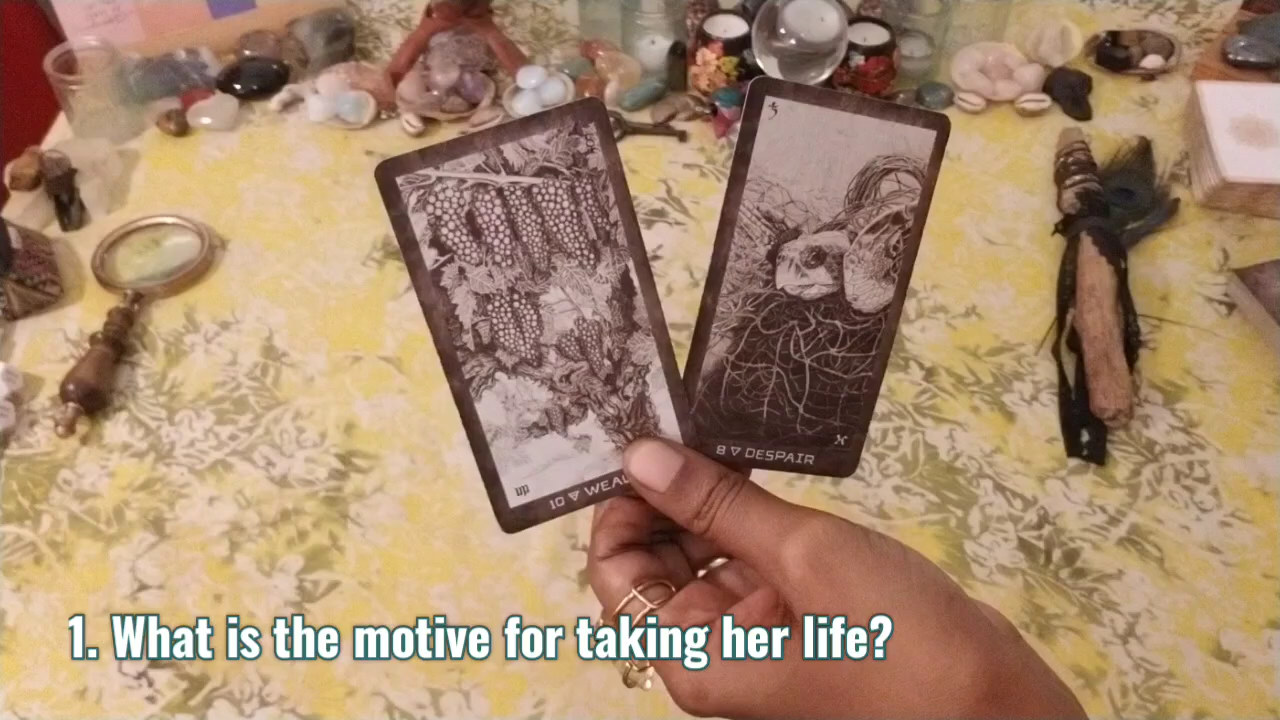 10 🜃 WEAL
8 ▽ DESPAIR
1. What is the motive for taking her life?